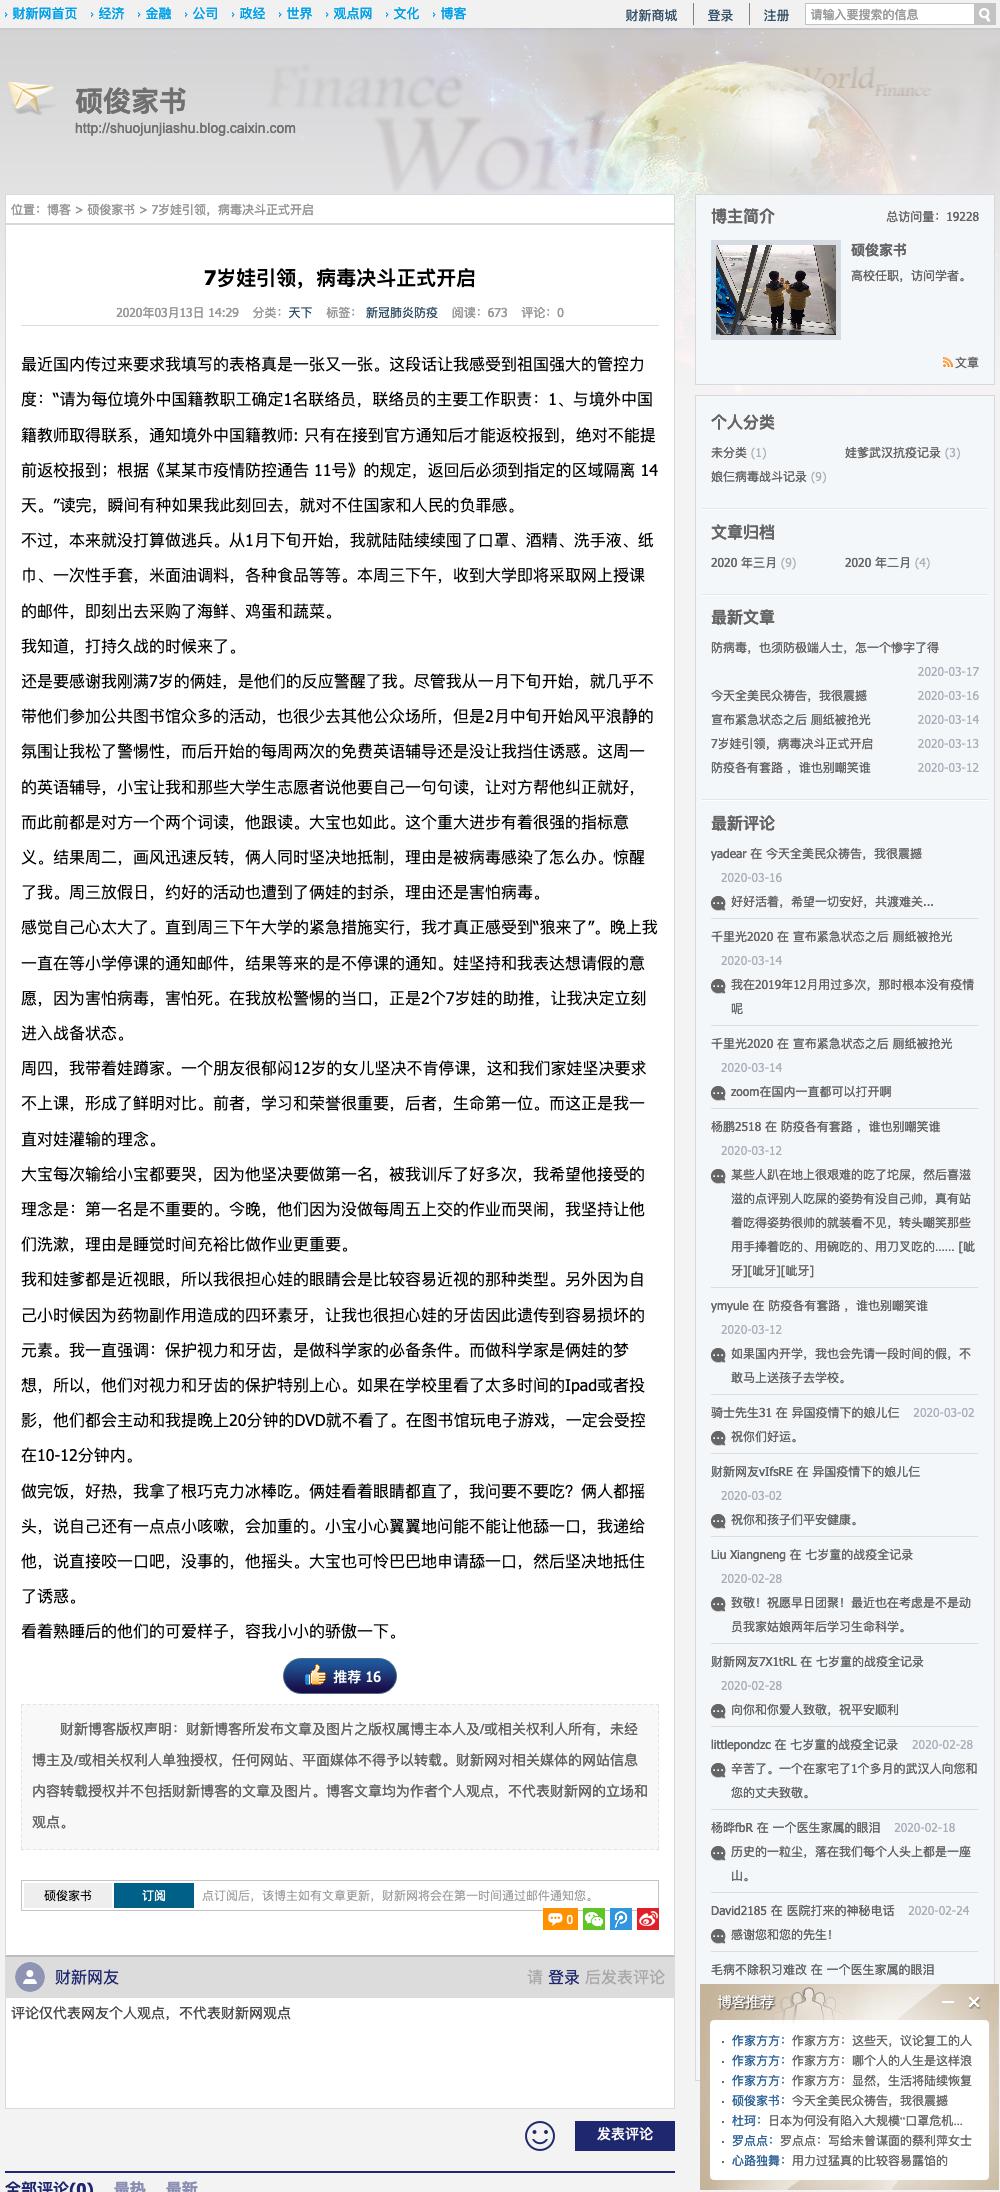 财新网首页 经济 金融 公司 政经 世界 观点网 文化 博客
财新商城 登录 注册 请输入要搜索的信息
Finance World World Finance
硕俊家书
http://shuojunjiashu.blog.caixin.com
位置：博客 > 硕俊家书 > 7岁娃引领，病毒决斗正式开启
7岁娃引领，病毒决斗正式开启
2020年03月13日 14:29 分类：天下 标签： 新冠肺炎防疫 阅读：673 评论：0
最近国内传过来要求我填写的表格真是一张又一张。这段话让我感受到祖国强大的管控力
度：“请为每位境外中国籍教职工确定1名联络员，联络员的主要工作职责：1、与境外中国
籍教师取得联系，通知境外中国籍教师: 只有在接到官方通知后才能返校报到，绝对不能提
前返校报到；根据《某某市疫情防控通告 11号》的规定，返回后必须到指定的区域隔离 14
天。”读完，瞬间有种如果我此刻回去，就对不住国家和人民的负罪感。
不过，本来就没打算做逃兵。从1月下旬开始，我就陆陆续续囤了口罩、酒精、洗手液、纸
巾、一次性手套，米面油调料，各种食品等等。本周三下午，收到大学即将采取网上授课
的邮件，即刻出去采购了海鲜、鸡蛋和蔬菜。
我知道，打持久战的时候来了。
还是要感谢我刚满7岁的俩娃，是他们的反应警醒了我。尽管我从一月下旬开始，就几乎不
带他们参加公共图书馆众多的活动，也很少去其他公众场所，但是2月中旬开始风平浪静的
氛围让我松了警惕性，而后开始的每周两次的免费英语辅导还是没让我挡住诱惑。这周一
的英语辅导，小宝让我和那些大学生志愿者说他要自己一句句读，让对方帮他纠正就好，
而此前都是对方一个两个词读，他跟读。大宝也如此。这个重大进步有着很强的指标意
义。结果周二，画风迅速反转，俩人同时坚决地抵制，理由是被病毒感染了怎么办。惊醒
了我。周三放假日，约好的活动也遭到了俩娃的封杀，理由还是害怕病毒。
感觉自己心太大了。直到周三下午大学的紧急措施实行，我才真正感受到“狼来了”。晚上我
一直在等小学停课的通知邮件，结果等来的是不停课的通知。娃坚持和我表达想请假的意
愿，因为害怕病毒，害怕死。在我放松警惕的当口，正是2个7岁娃的助推，让我决定立刻
进入战备状态。
周四，我带着娃蹲家。一个朋友很郁闷12岁的女儿坚决不肯停课，这和我们家娃坚决要求
不上课，形成了鲜明对比。前者，学习和荣誉很重要，后者，生命第一位。而这正是我一
直对娃灌输的理念。
大宝每次输给小宝都要哭，因为他坚决要做第一名，被我训斥了好多次，我希望他接受的
理念是：第一名是不重要的。今晚，他们因为没做每周五上交的作业而哭闹，我坚持让他
们洗漱，理由是睡觉时间充裕比做作业更重要。
我和娃爹都是近视眼，所以我很担心娃的眼睛会是比较容易近视的那种类型。另外因为自
己小时候因为药物副作用造成的四环素牙，让我也很担心娃的牙齿因此遗传到容易损坏的
元素。我一直强调：保护视力和牙齿，是做科学家的必备条件。而做科学家是俩娃的梦
想，所以，他们对视力和牙齿的保护特别上心。如果在学校里看了太多时间的Ipad或者投
影，他们都会主动和我提晚上20分钟的DVD就不看了。在图书馆玩电子游戏，一定会受控
在10-12分钟内。
做完饭，好热，我拿了根巧克力冰棒吃。俩娃看着眼睛都直了，我问要不要吃？俩人都摇
头，说自己还有一点点小咳嗽，会加重的。小宝小心翼翼地问能不能让他舔一口，我递给
他，说直接咬一口吧，没事的，他摇头。大宝也可怜巴巴地申请舔一口，然后坚决地抵住
了诱惑。
看着熟睡后的他们的可爱样子，容我小小的骄傲一下。
推荐 16
财新博客版权声明：财新博客所发布文章及图片之版权属博主本人及/或相关权利人所有，未经
博主及/或相关权利人单独授权，任何网站、平面媒体不得予以转载。财新网对相关媒体的网站信息
内容转载授权并不包括财新博客的文章及图片。博客文章均为作者个人观点，不代表财新网的立场和
观点。
硕俊家书 订阅 点订阅后，该博主如有文章更新，财新网将会在第一时间通过邮件通知您。
0
财新网友 请 登录 后发表评论
评论仅代表网友个人观点，不代表财新网观点
发表评论
全部评论(0) 最热 最新
博主简介 总访问量：19228
硕俊家书
高校任职，访问学者。
文章
个人分类
未分类 (1) 娃爹武汉抗疫记录 (3)
娘仨病毒战斗记录 (9)
文章归档
2020 年三月 (9) 2020 年二月 (4)
最新文章
防病毒，也须防极端人士，怎一个惨字了得
2020-03-17
今天全美民众祷告，我很震撼 2020-03-16
宣布紧急状态之后 厕纸被抢光 2020-03-14
7岁娃引领，病毒决斗正式开启 2020-03-13
防疫各有套路 ，谁也别嘲笑谁 2020-03-12
最新评论
yadear 在 今天全美民众祷告，我很震撼
2020-03-16
好好活着，希望一切安好，共渡难关...
千里光2020 在 宣布紧急状态之后 厕纸被抢光
2020-03-14
我在2019年12月用过多次，那时根本没有疫情
呢
千里光2020 在 宣布紧急状态之后 厕纸被抢光
2020-03-14
zoom在国内一直都可以打开啊
杨鹏2518 在 防疫各有套路 ，谁也别嘲笑谁
2020-03-12
某些人趴在地上很艰难的吃了坨屎，然后喜滋
滋的点评别人吃屎的姿势有没自己帅，真有站
着吃得姿势很帅的就装看不见，转头嘲笑那些
用手捧着吃的、用碗吃的、用刀叉吃的…… [呲
牙][呲牙][呲牙]
ymyule 在 防疫各有套路 ，谁也别嘲笑谁
2020-03-12
如果国内开学，我也会先请一段时间的假，不
敢马上送孩子去学校。
骑士先生31 在 异国疫情下的娘儿仨 2020-03-02
祝你们好运。
财新网友vIfsRE 在 异国疫情下的娘儿仨
2020-03-02
祝你和孩子们平安健康。
Liu Xiangneng 在 七岁童的战疫全记录
2020-02-28
致敬！祝愿早日团聚！最近也在考虑是不是动
员我家姑娘两年后学习生命科学。
财新网友7X1tRL 在 七岁童的战疫全记录
2020-02-28
向你和你爱人致敬，祝平安顺利
littlepondzc 在 七岁童的战疫全记录 2020-02-28
辛苦了。一个在家宅了1个多月的武汉人向您和
您的丈夫致敬。
杨晔fbR 在 一个医生家属的眼泪 2020-02-18
历史的一粒尘，落在我们每个人头上都是一座
山。
David2185 在 医院打来的神秘电话 2020-02-24
感谢您和您的先生！
毛病不除积习难改 在 一个医生家属的眼泪
博客推荐
作家方方：作家方方：这些天，议论复工的人
作家方方：作家方方：哪个人的人生是这样浪
作家方方：作家方方：显然，生活将陆续恢复
硕俊家书：今天全美民众祷告，我很震撼
杜珂：日本为何没有陷入大规模“口罩危机...
罗点点：罗点点：写给未曾谋面的蔡利萍女士
心路独舞：用力过猛真的比较容易露馅的